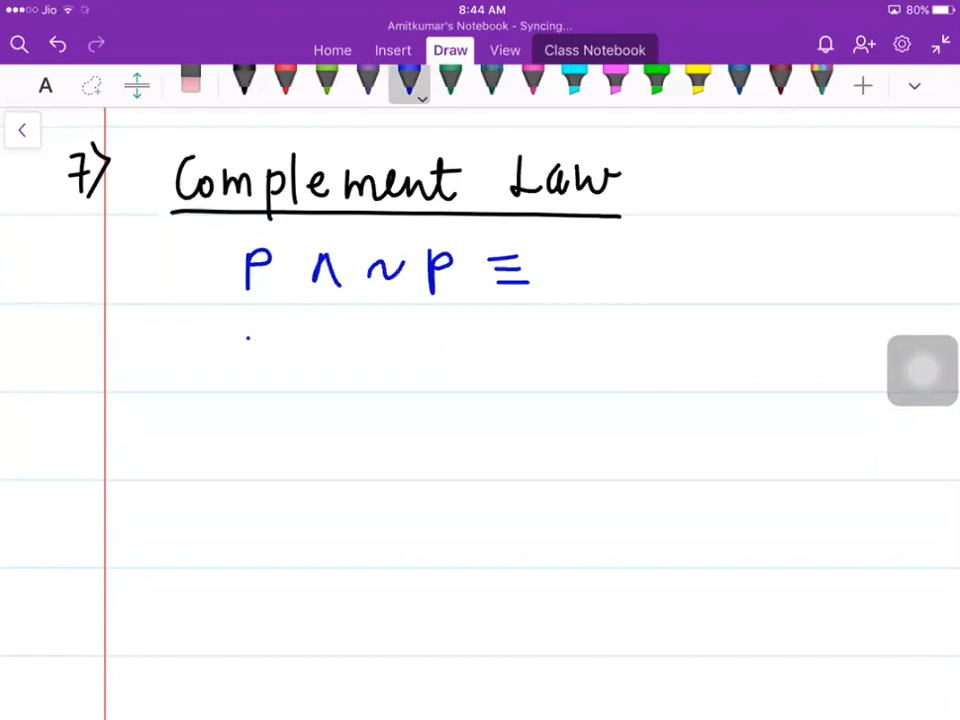 Jio 8:44 AM 80%
Amitkumar's Notebook - Syncing...
Home Insert Draw View Class Notebook
A
7) Complement Law
P ∧ ~ P ≡